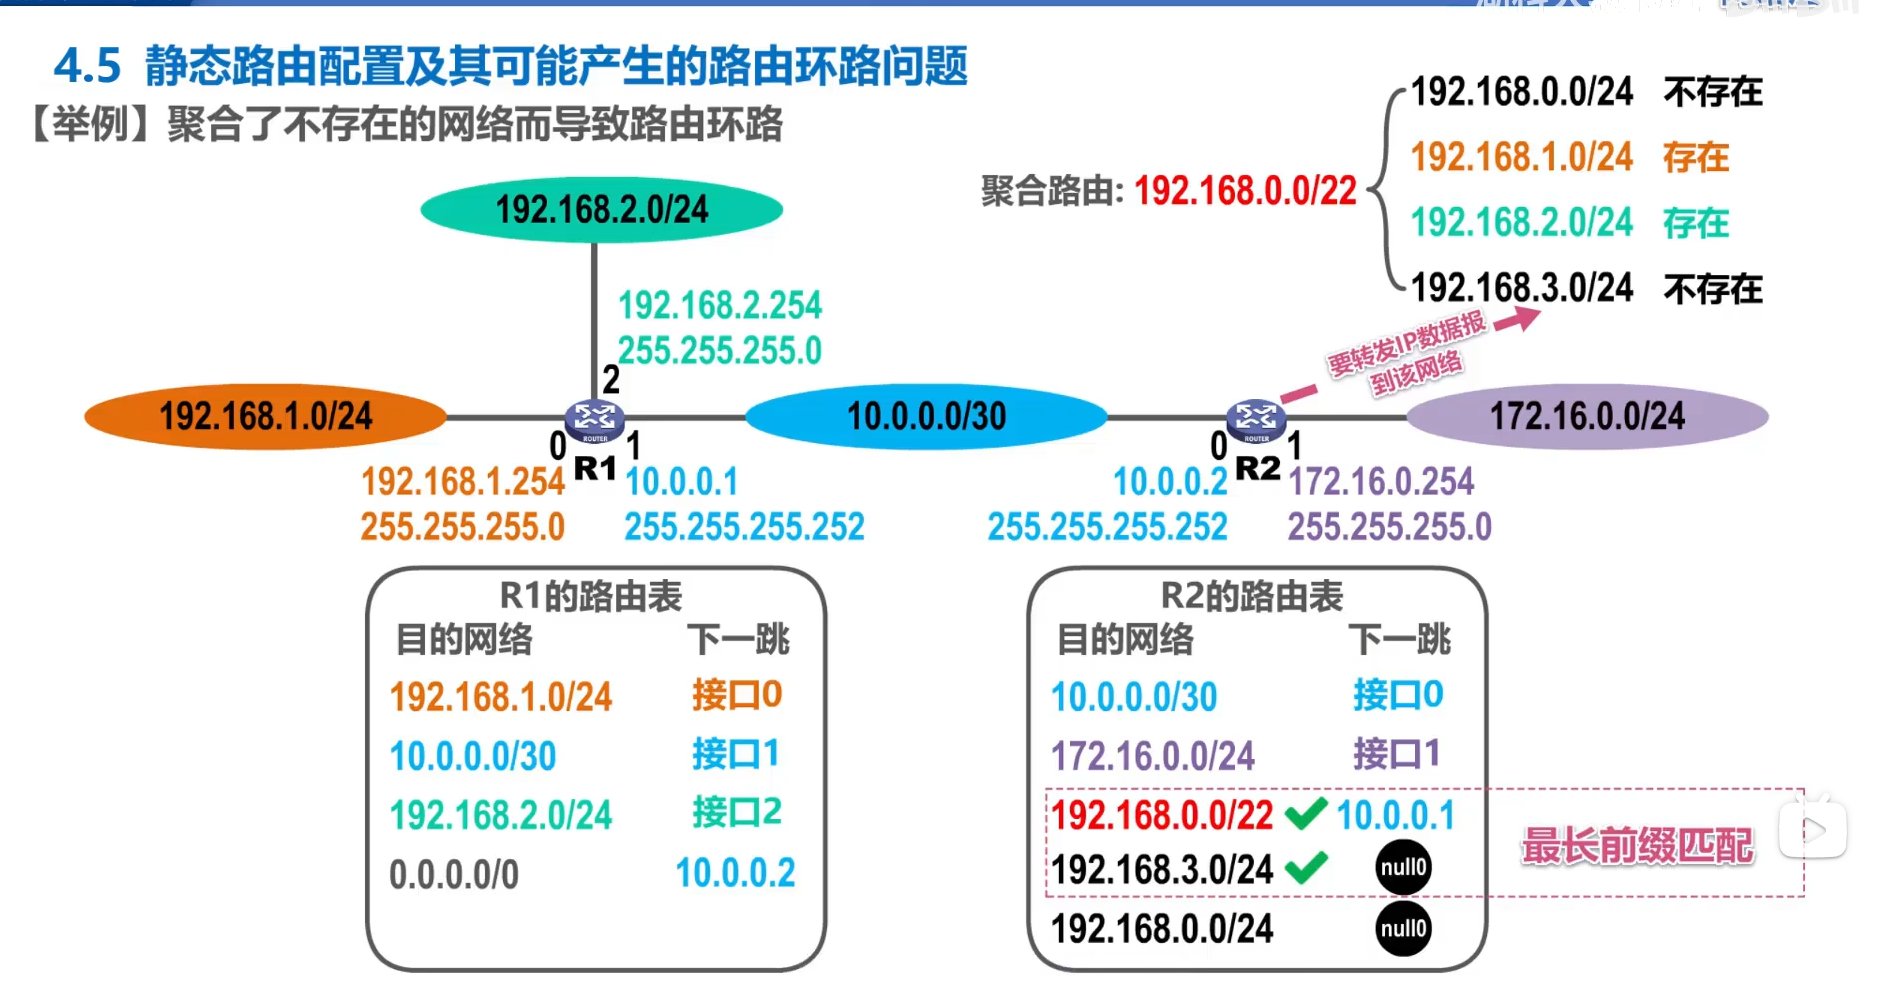 4.5 静态路由配置及其可能产生的路由环路问题
【举例】聚合了不存在的网络而导致路由环路
聚合路由: 192.168.0.0/22
192.168.0.0/24 不存在
192.168.1.0/24 存在
192.168.2.0/24 存在
192.168.3.0/24 不存在
要转发IP数据报
到该网络
192.168.2.0/24
192.168.2.254
255.255.255.0
2
192.168.1.0/24
10.0.0.0/30
172.16.0.0/24
ROUTER
ROUTER
0 R1 1
0 R2 1
192.168.1.254
255.255.255.0
10.0.0.1
255.255.255.252
10.0.0.2
255.255.255.252
172.16.0.254
255.255.255.0
R1的路由表
目的网络 下一跳
192.168.1.0/24 接口0
10.0.0.0/30 接口1
192.168.2.0/24 接口2
0.0.0.0/0 10.0.0.2
R2的路由表
目的网络 下一跳
10.0.0.0/30 接口0
172.16.0.0/24 接口1
192.168.0.0/22 10.0.0.1
192.168.3.0/24 null0
192.168.0.0/24 null0
最长前缀匹配